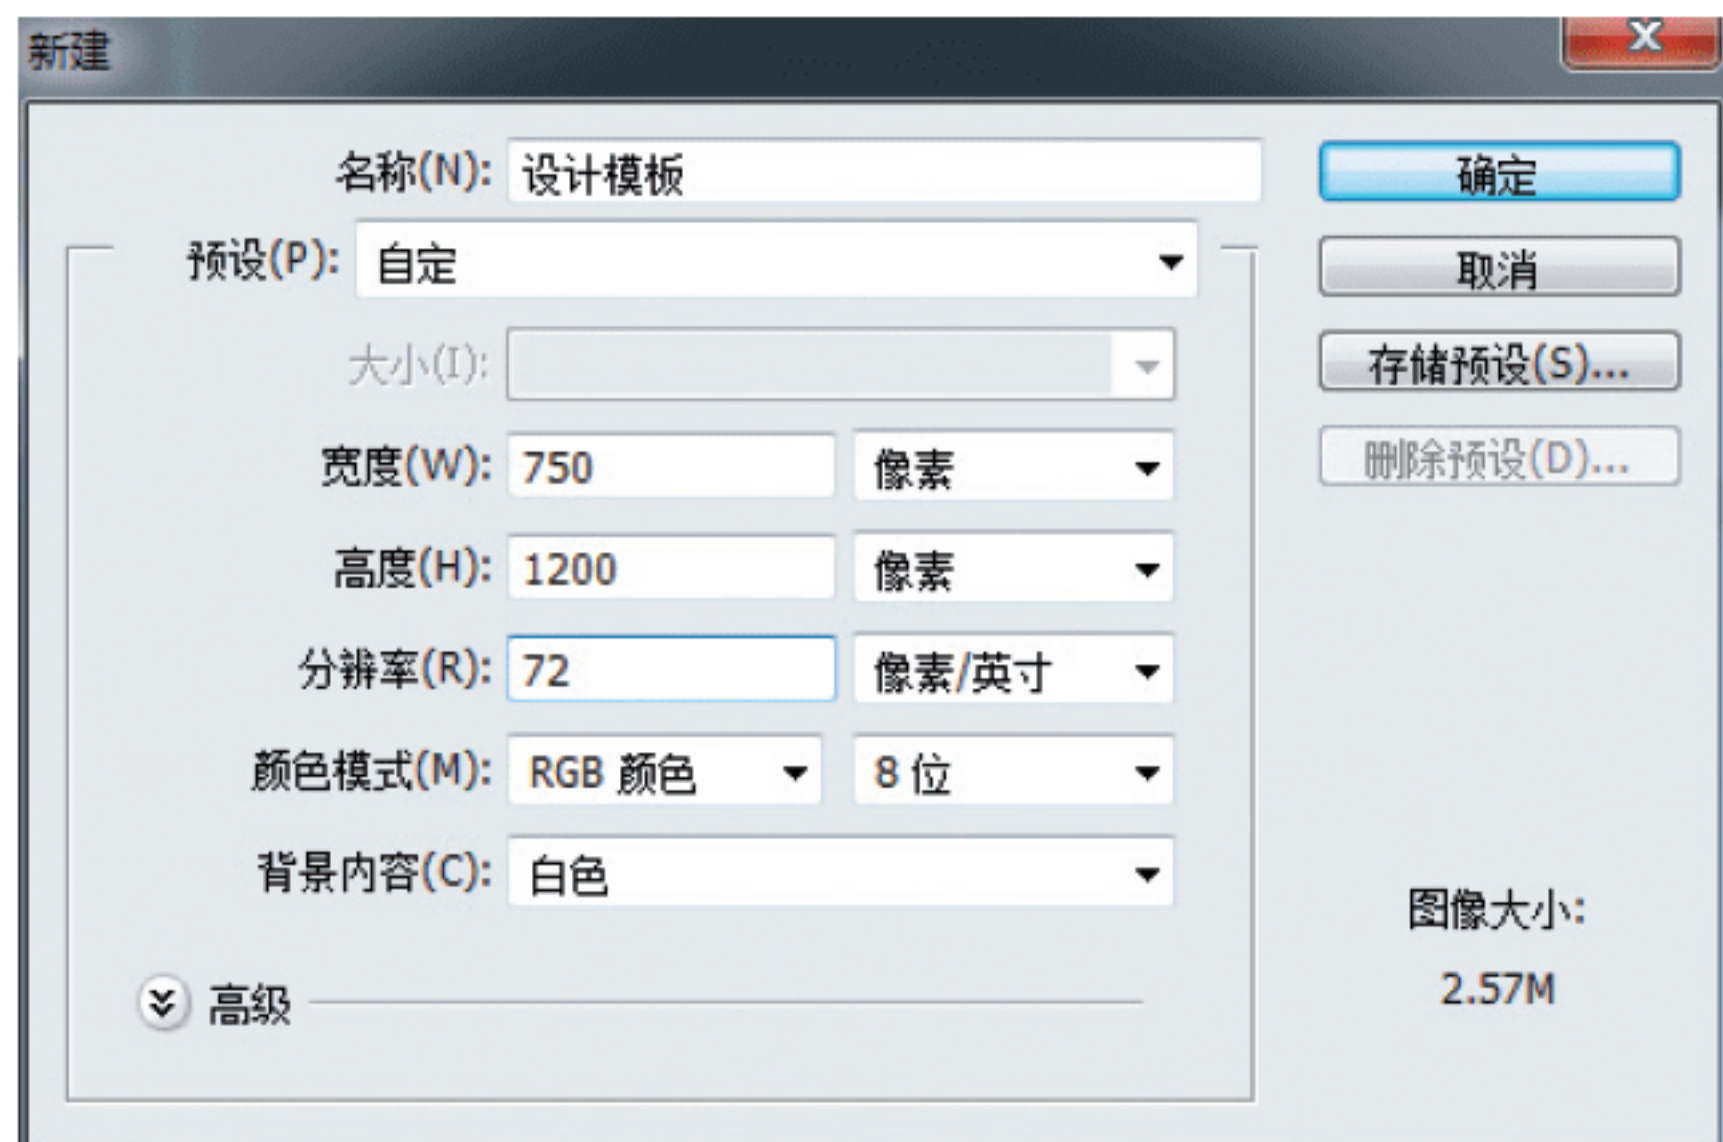 新建
名称(N): 设计模板
确定
预设(P): 自定
取消
大小(I):
存储预设(S)...
宽度(W): 750 像素
删除预设(D)...
高度(H): 1200 像素
分辨率(R): 72 像素/英寸
颜色模式(M): RGB 颜色 8 位
背景内容(C): 白色
图像大小:
2.57M
高级